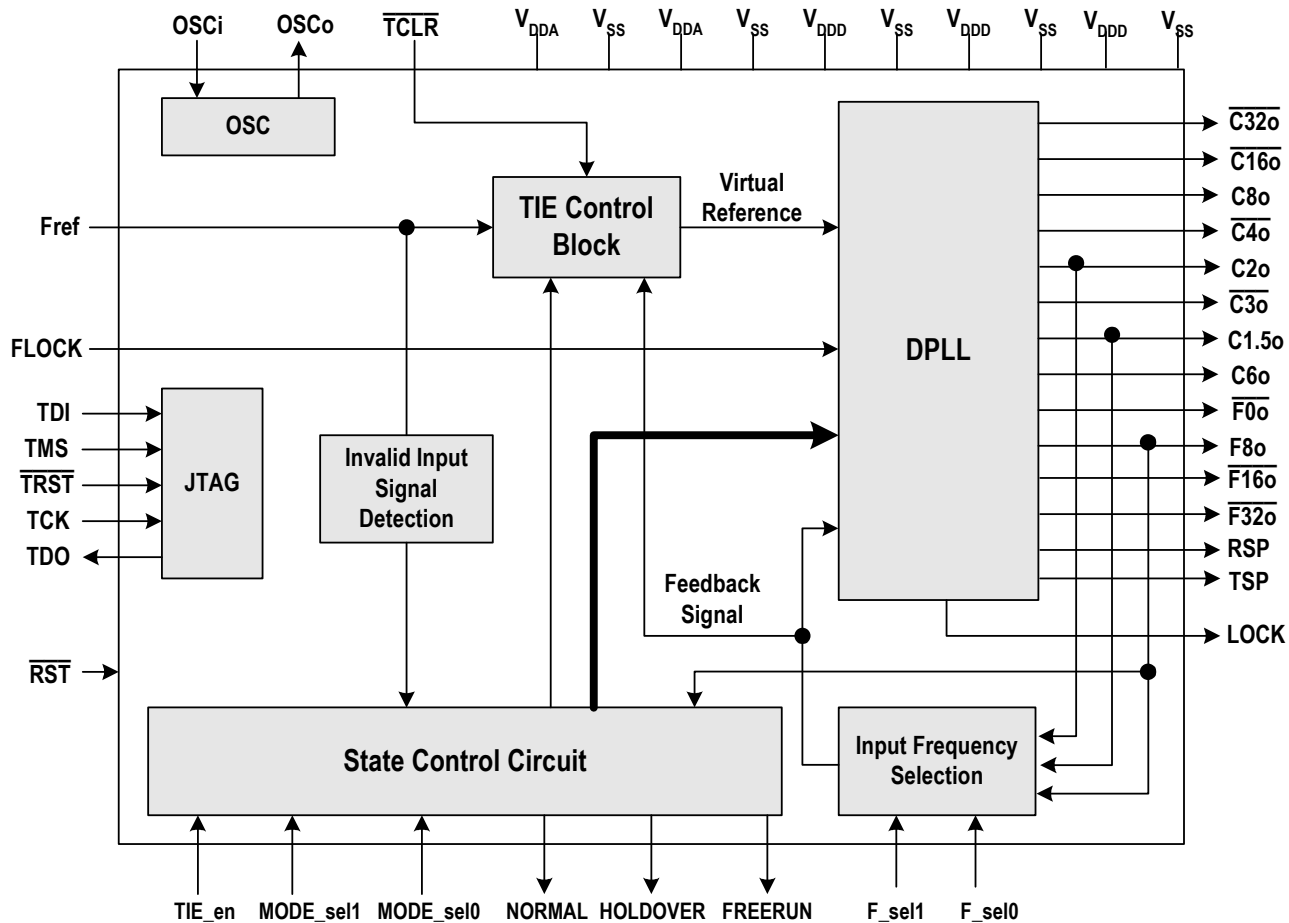 OSCi
OSCo
TCLR
VDDA
VSS
VDDA
VSS
VDDD
VSS
VDDD
VSS
VDDD
VSS
OSC
TIE Control
Block
Virtual
Reference
DPLL
Fref
FLOCK
TDI
TMS
TRST
TCK
TDO
JTAG
Invalid Input
Signal
Detection
Feedback
Signal
RST
State Control Circuit
Input Frequency
Selection
C32o
C16o
C8o
C4o
C2o
C3o
C1.5o
C6o
F0o
F8o
F16o
F32o
RSP
TSP
LOCK
TIE_en
MODE_sel1
MODE_sel0
NORMAL
HOLDOVER
FREERUN
F_sel1
F_sel0